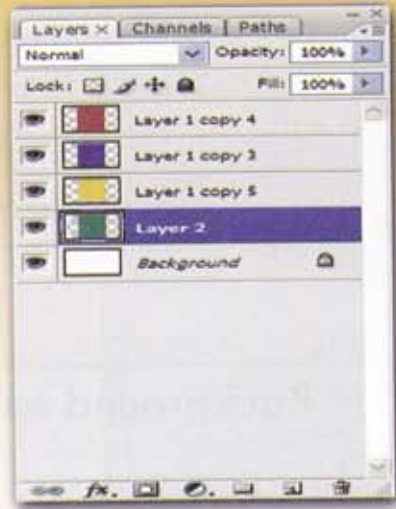 Layers × Channels Paths
Normal Opacity: 100%
Lock: Fill: 100%
Layer 1 copy 4
Layer 1 copy 3
Layer 1 copy 5
Layer 2
Background
fx.